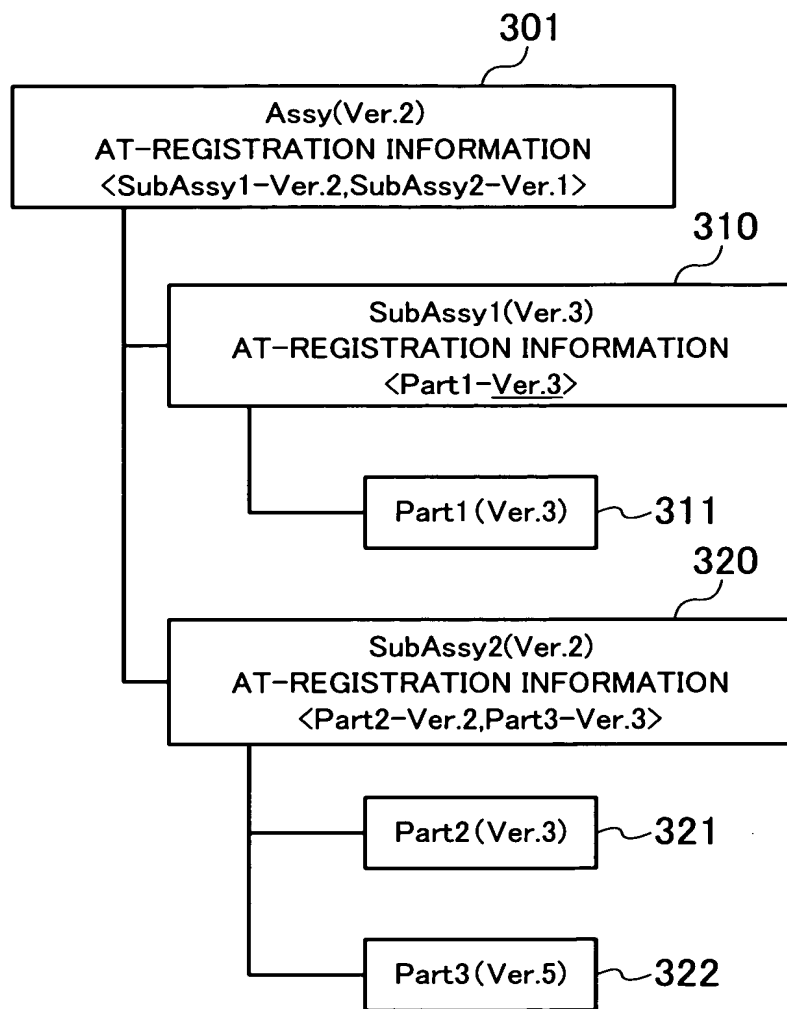 301
Assy(Ver.2)
AT-REGISTRATION INFORMATION
<SubAssy1-Ver.2,SubAssy2-Ver.1>
310
SubAssy1(Ver.3)
AT-REGISTRATION INFORMATION
<Part1-Ver.3>
Part1(Ver.3) 311
320
SubAssy2(Ver.2)
AT-REGISTRATION INFORMATION
<Part2-Ver.2,Part3-Ver.3>
Part2(Ver.3) 321
Part3(Ver.5) 322